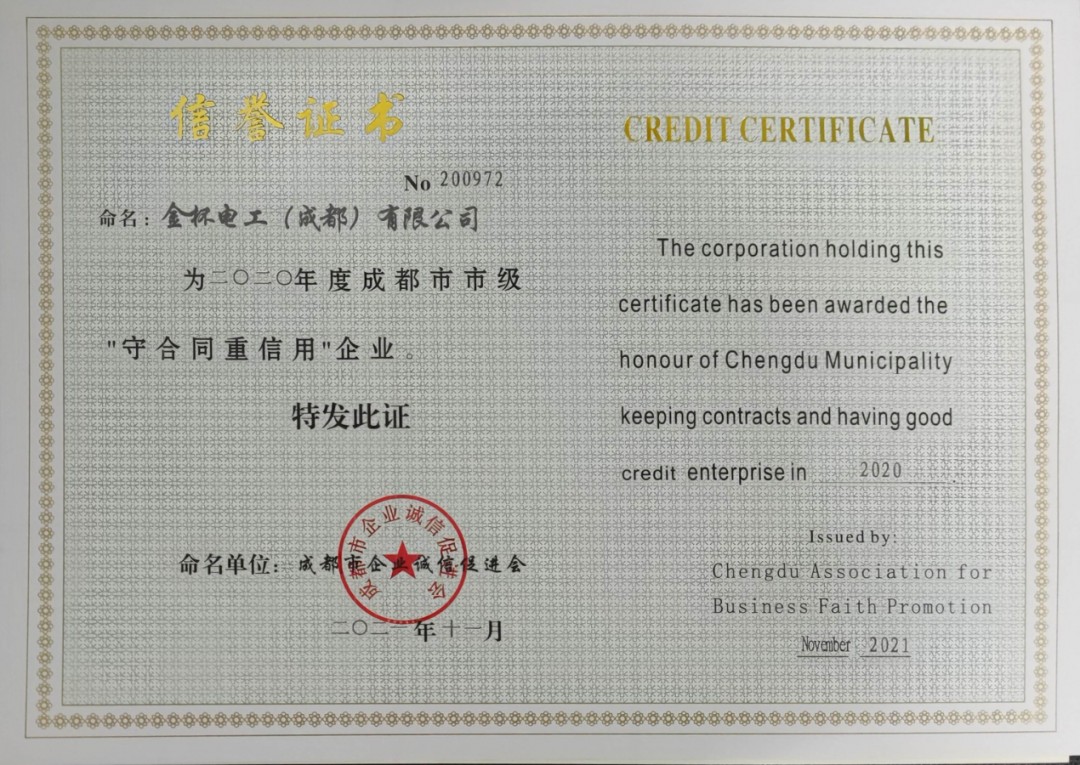 信誉证书
No 200972
命名：金杯电工（成都）有限公司
为二〇二〇年度成都市市级
"守合同重信用"企业。
特发此证
命名单位：成都市企业诚信促进会
二〇二一年十一月
成都市企业诚信促进会
CREDIT CERTIFICATE
The corporation holding this
certificate has been awarded the
honour of Chengdu Municipality
keeping contracts and having good
credit enterprise in 2020.
Issued by:
Chengdu Association for
Business Faith Promotion
November 2021